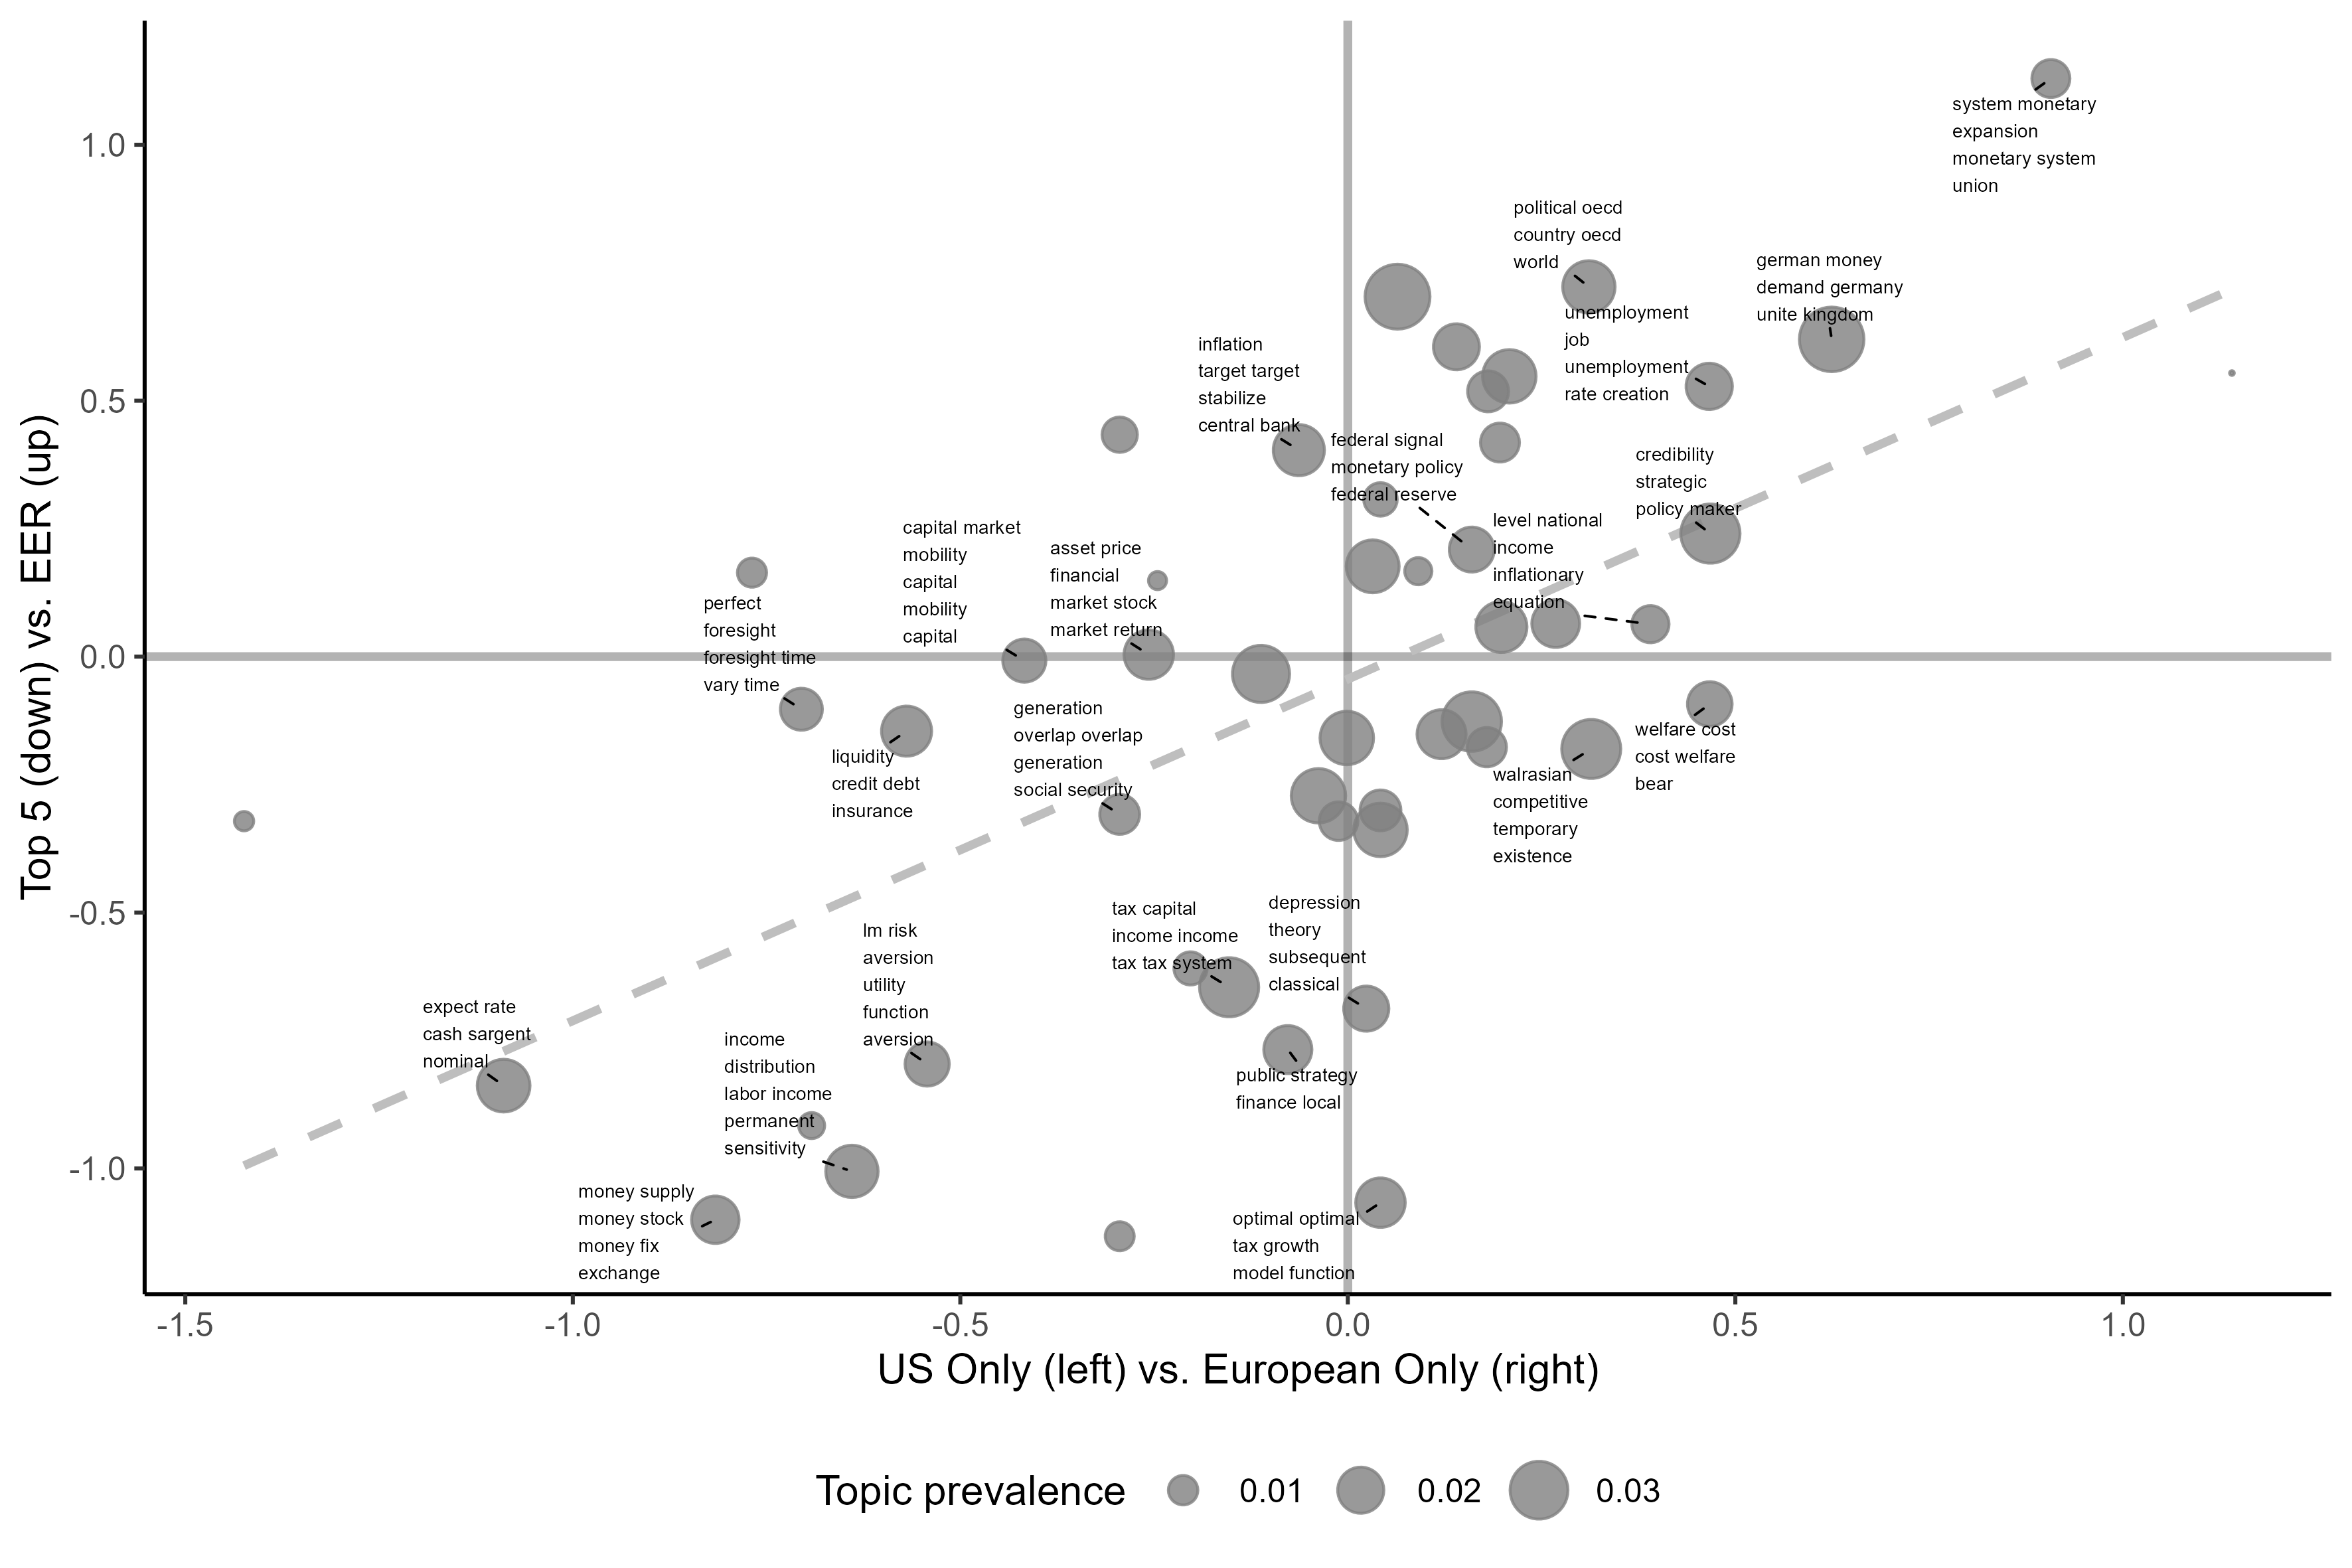 Top 5 (down) vs. EER (up)
1.0
0.5
0.0
-0.5
-1.0
system monetary
expansion
monetary system
union
political oecd
country oecd
world
german money
demand germany
unite kingdom
unemployment
job
unemployment
rate creation
inflation
target target
stabilize
central bank
federal signal
monetary policy
federal reserve
credibility
strategic
policy maker
level national
income
inflationary
equation
capital market
mobility
capital
mobility
capital
asset price
financial
market stock
market return
perfect
foresight
foresight time
vary time
liquidity
credit debt
insurance
generation
overlap overlap
generation
social security
welfare cost
cost welfare
bear
walrasian
competitive
temporary
existence
tax capital
income income
tax tax system
depression
theory
subsequent
classical
lm risk
aversion
utility
function
aversion
expect rate
cash sargent
nominal
income
distribution
labor income
permanent
sensitivity
public strategy
finance local
money supply
money stock
money fix
exchange
optimal optimal
tax growth
model function
-1.5
-1.0
-0.5
0.0
0.5
1.0
US Only (left) vs. European Only (right)
Topic prevalence
0.01
0.02
0.03